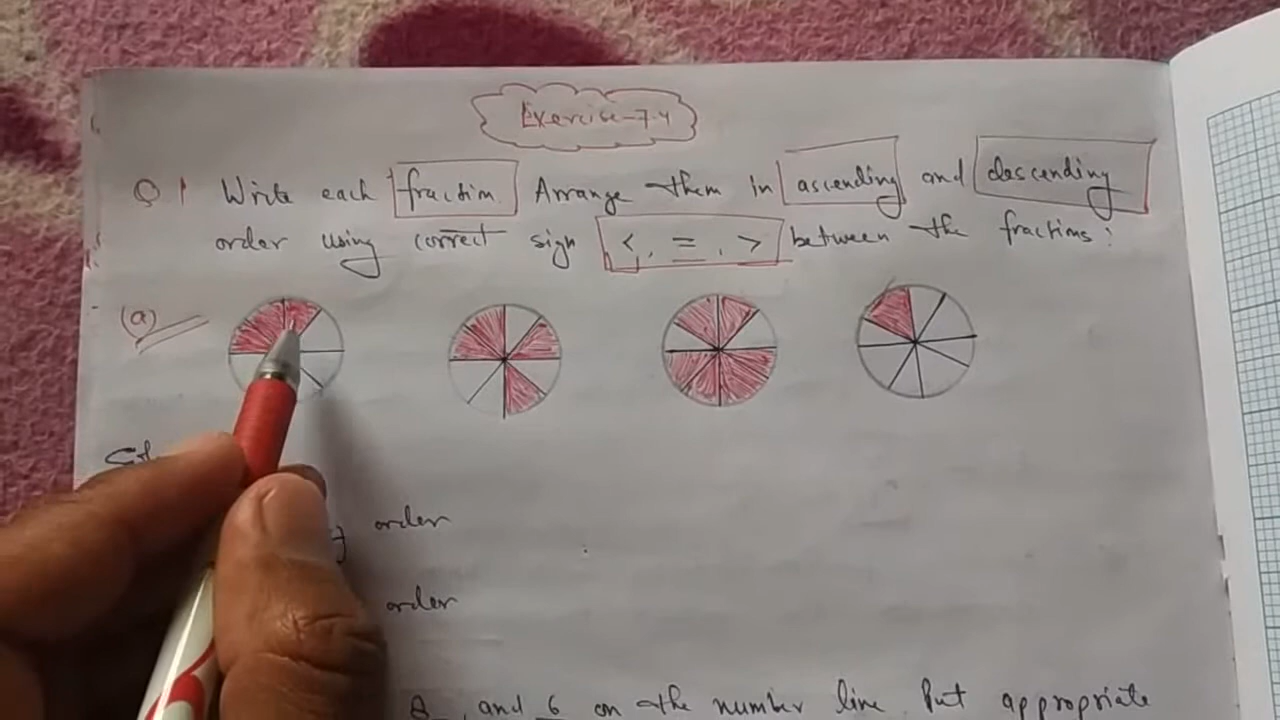 Exercise-7.4
Q 1 Write each fraction. Arrange them in ascending and descending
order using correct sign <, =, > between the fractions:
(a)
order
order
and 6 on the number line Put appropriate